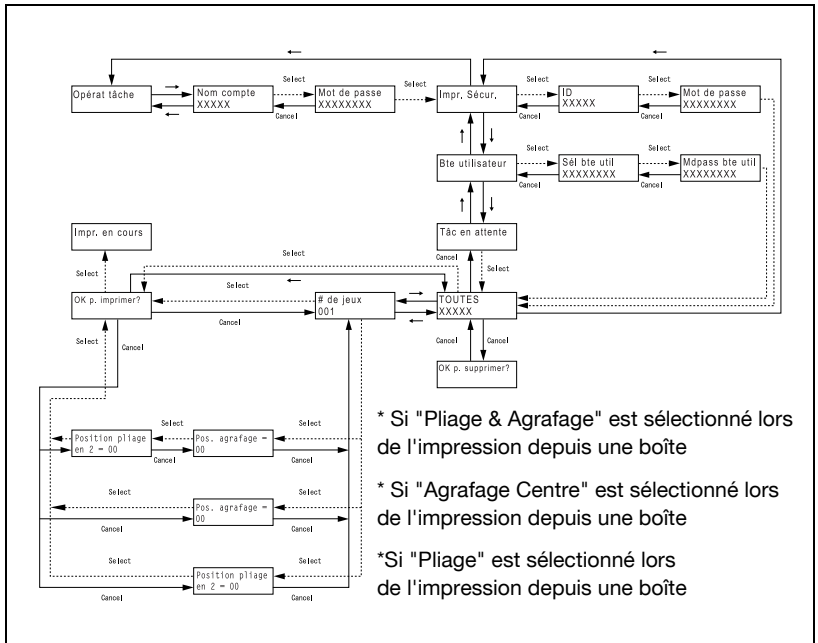 ←
←
Opérat tâche
→
←
Nom compte
XXXXX
Select
Cancel
Mot de passe
XXXXXXXX
Select
Impr. Sécur.
Select
Cancel
ID
XXXXX
Select
Cancel
Mot de passe
XXXXXXXX
↑
↓
Bte utilisateur
Select
Cancel
Sél bte util
XXXXXXXX
Select
Cancel
Mdpass bte util
XXXXXXXX
↑
↓
Impr. en cours
Tâc en attente
Select
Cancel
Select
Select
Select
←
OK p. imprimer?
Cancel
# de jeux
001
→
←
TOUTES
XXXXX
Select
Cancel
Cancel
Cancel
OK p. supprimer?
Position pliage
en 2 = 00
Select
Cancel
Pos. agrafage =
00
Select
Cancel
* Si "Pliage & Agrafage" est sélectionné lors
de l'impression depuis une boîte
Select
Cancel
Pos. agrafage =
00
Select
Cancel
* Si "Agrafage Centre" est sélectionné lors
de l'impression depuis une boîte
Select
Cancel
Position pliage
en 2 = 00
Select
Cancel
*Si "Pliage" est sélectionné lors
de l'impression depuis une boîte